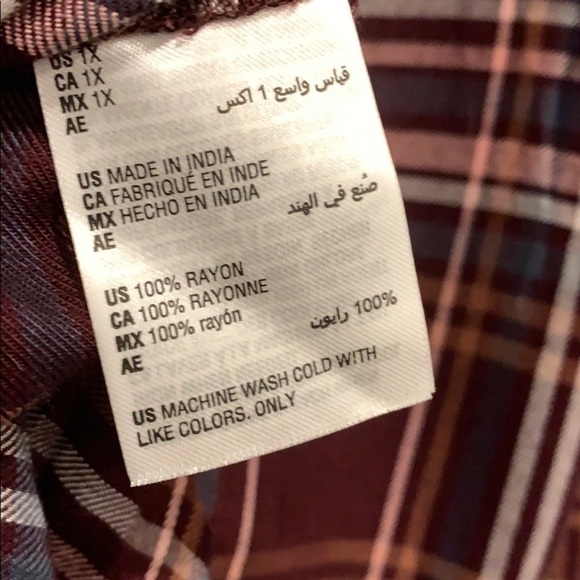 US 1X
CA 1X
MX 1X
AE قياس واسع 1 اكس
US MADE IN INDIA
CA FABRIQUÉ EN INDE
MX HECHO EN INDIA
AE صُنع في الهند
US 100% RAYON
CA 100% RAYONNE
MX 100% rayón
AE 100% رايون
US MACHINE WASH COLD WITH
LIKE COLORS. ONLY